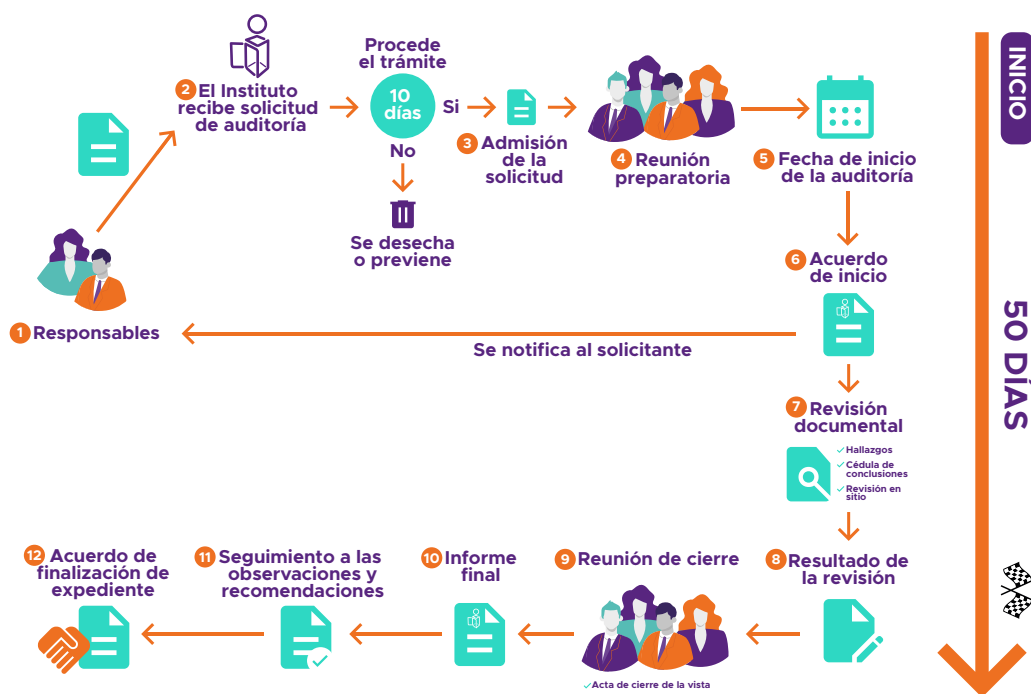 1 Responsables
2 El Instituto
recibe solicitud
de auditoría
Procede
el trámite
10
días
Si
No
Se desecha
o previene
3 Admisión
de la
solicitud
4 Reunión
preparatoria
5 Fecha de inicio
de la auditoría
6 Acuerdo
de inicio
Se notifica al solicitante
7 Revisión
documental
✓Hallazgos
✓Cédula de
conclusiones
✓Revisión en
sitio
8 Resultado de
la revisión
9 Reunión de cierre
✓Acta de cierre de la vista
10 Informe
final
11 Seguimiento a las
observaciones y
recomendaciones
12 Acuerdo de
finalización de
expediente
INICIO
50 DÍAS